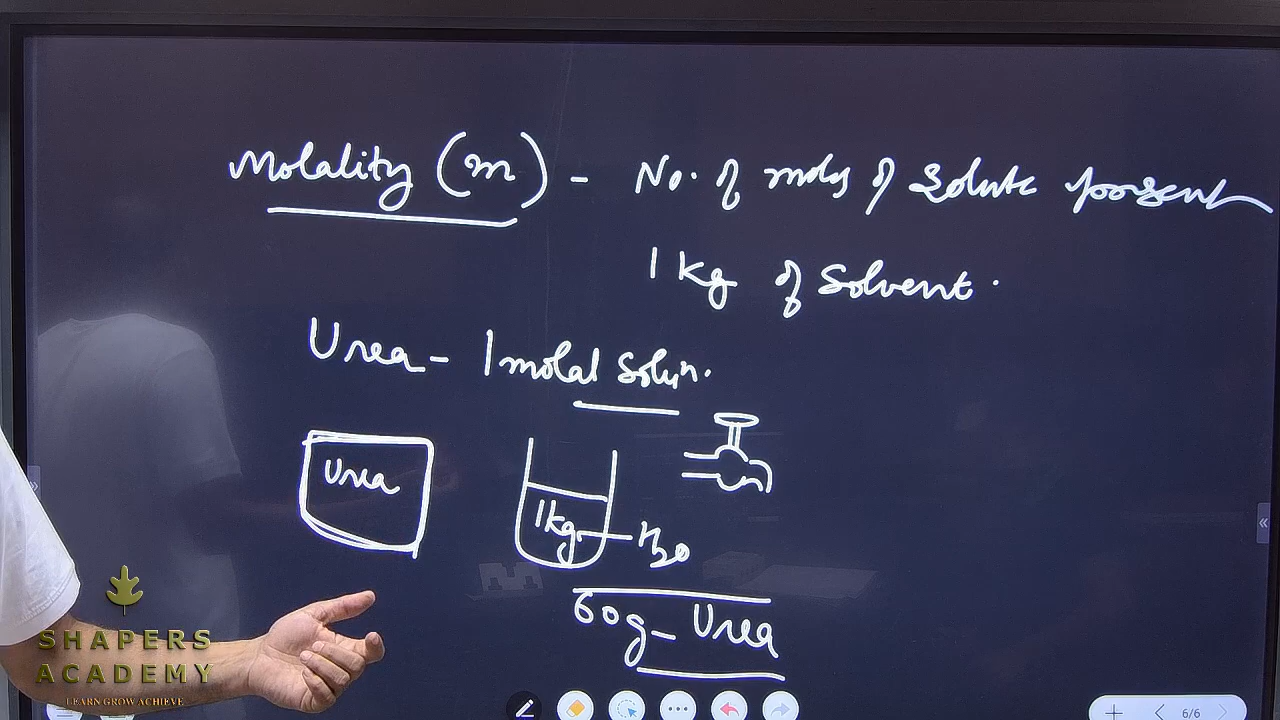 Molality (m) - No. of moles of Solute present
1 kg of Solvent.
Urea - 1 molal Soluⁿ.
Urea
1kg
H2O
60g - Urea
SHAPERS
ACADEMY
LEARN GROW ACHIEVE
6/6